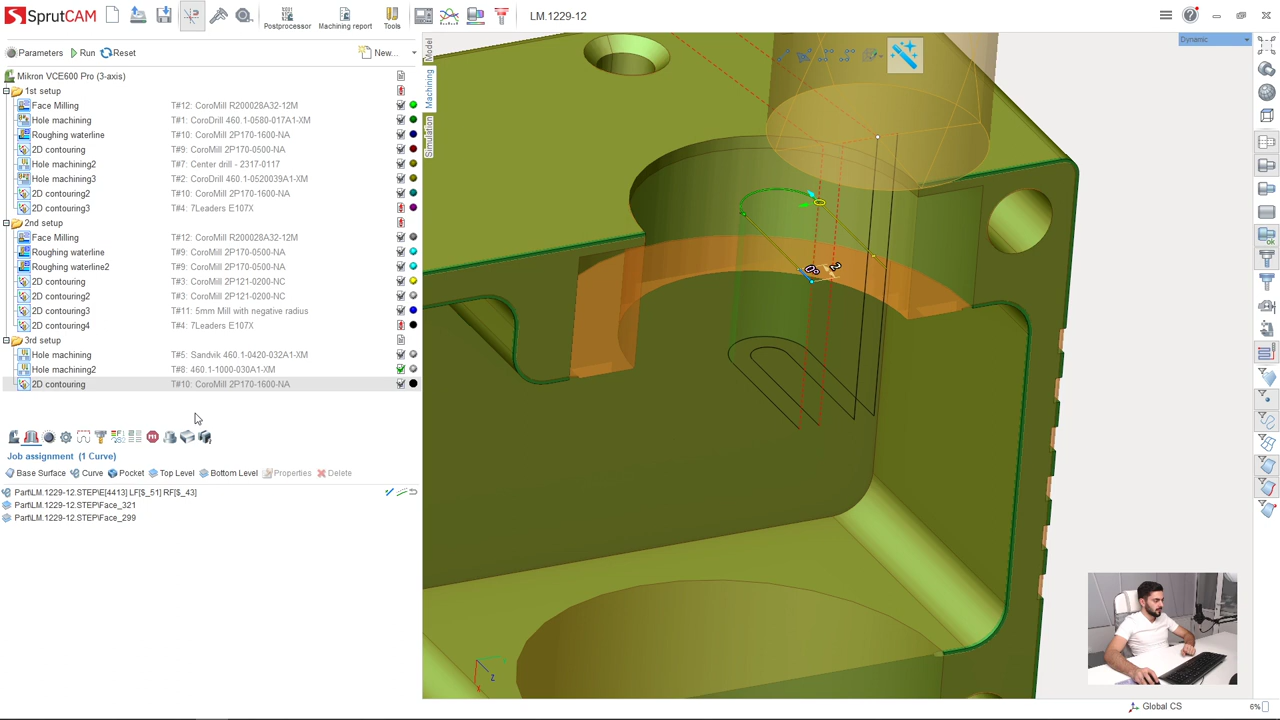 SprutCAM
Postprocessor
Machining report
Tools
LM.1229-12
Parameters
Run
Reset
New...
Dynamic
Model
Machining
Simulation
Mikron VCE600 Pro (3-axis)
1st setup
Face Milling T#12: CoroMill R200028A32-12M
Hole machining T#1: CoroDrill 460.1-0580-017A1-XM
Roughing waterline T#10: CoroMill 2P170-1600-NA
2D contouring T#9: CoroMill 2P170-0500-NA
Hole machining2 T#7: Center drill - 2317-0117
Hole machining3 T#2: CoroMill 460.1-0520039A1-XM
2D contouring2 T#10: CoroMill 2P170-1600-NA
2D contouring3 T#4: 7Leaders E107X
2nd setup
Face Milling T#12: CoroMill R200028A32-12M
Roughing waterline T#9: CoroMill 2P170-0500-NA
Roughing waterline2 T#9: CoroMill 2P170-0500-NA
2D contouring T#3: CoroMill 2P121-0200-NC
2D contouring2 T#3: CoroMill 2P121-0200-NC
2D contouring3 T#11: 5mm Mill with negative radius
2D contouring4 T#4: 7Leaders E107X
3rd setup
Hole machining T#5: Sandvik 460.1-0420-032A1-XM
Hole machining2 T#8: 460.1-1000-030A1-XM
2D contouring T#10: CoroMill 2P170-1600-NA
Job assignment (1 Curve)
Base Surface Curve Pocket Top Level Bottom Level Properties Delete
Part\LM.1229-12.STEP\E[4413] LF[$_51] RF[$_43]
Part\LM.1229-12.STEP\Face_321
Part\LM.1229-12.STEP\Face_299
0°
2
Z
X
OK
Global CS
6%